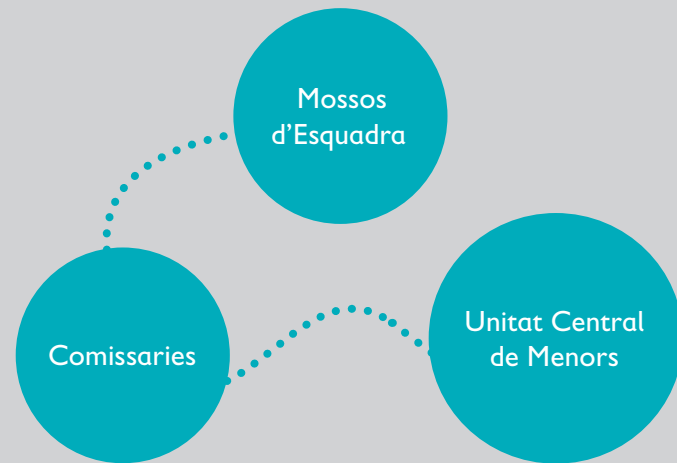 Mossos
d’Esquadra
Comissaries
Unitat Central
de Menors